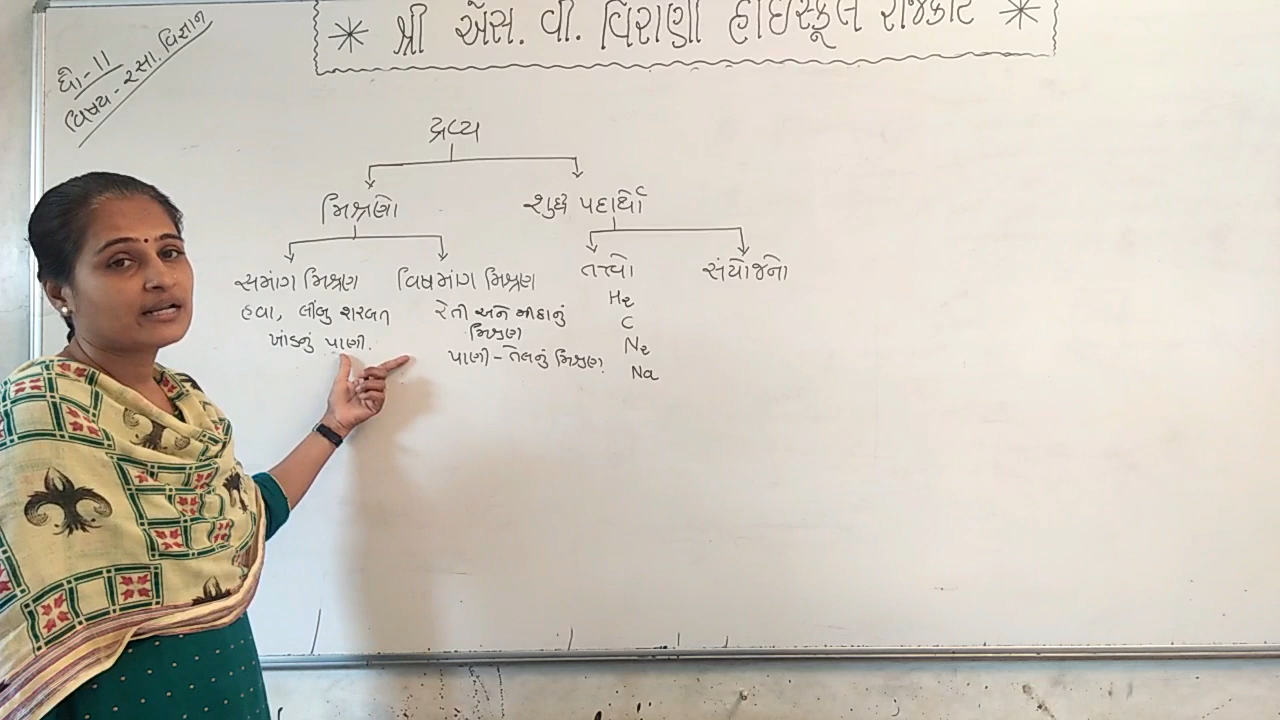 * શ્રી એસ. વી. વિરાણી હાઇસ્કૂલ રાજકોટ *
ધો-11
વિષય - રસા. વિજ્ઞાન
દ્રવ્ય
મિશ્રણો
શુદ્ધ પદાર્થો
સમાંગ મિશ્રણ
હવા, લીંબુ શરબત
ખાંડનું પાણી.
વિષમાંગ મિશ્રણ
રેતી અને મીઠાનું
મિશ્રણ
પાણી - તેલનું મિશ્રણ.
તત્ત્વો
H2
C
N2
Na
સંયોજનો